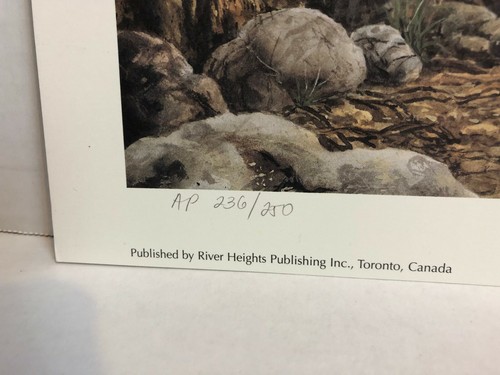 AP 236/250
Published by River Heights Publishing Inc., Toronto, Canada